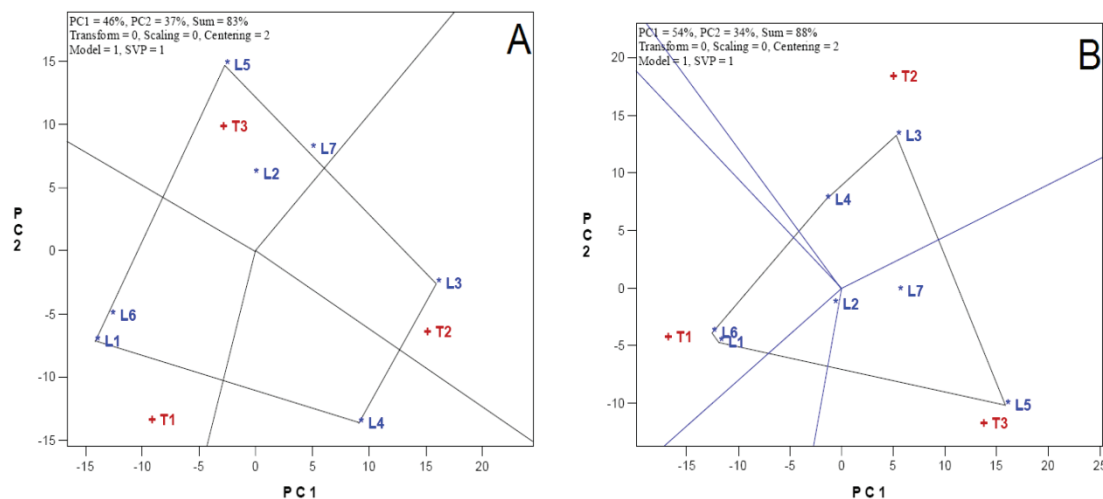 PC1 = 46%, PC2 = 37%, Sum = 83%
Transform = 0, Scaling = 0, Centering = 2
Model = 1, SVP = 1
A
15
10
5
0
-5
-10
-15
PC2
L5
T3
L7
L2
L3
L6
T2
L1
T1
L4
-15
-10
-5
0
5
10
15
20
PC1
PC1 = 54%, PC2 = 34%, Sum = 88%
Transform = 0, Scaling = 0, Centering = 2
Model = 1, SVP = 1
B
20
15
10
5
0
-5
-10
PC2
T2
L3
L4
L7
L2
T1
L6
L1
L5
T3
-15
-10
-5
0
5
10
15
20
25
PC1